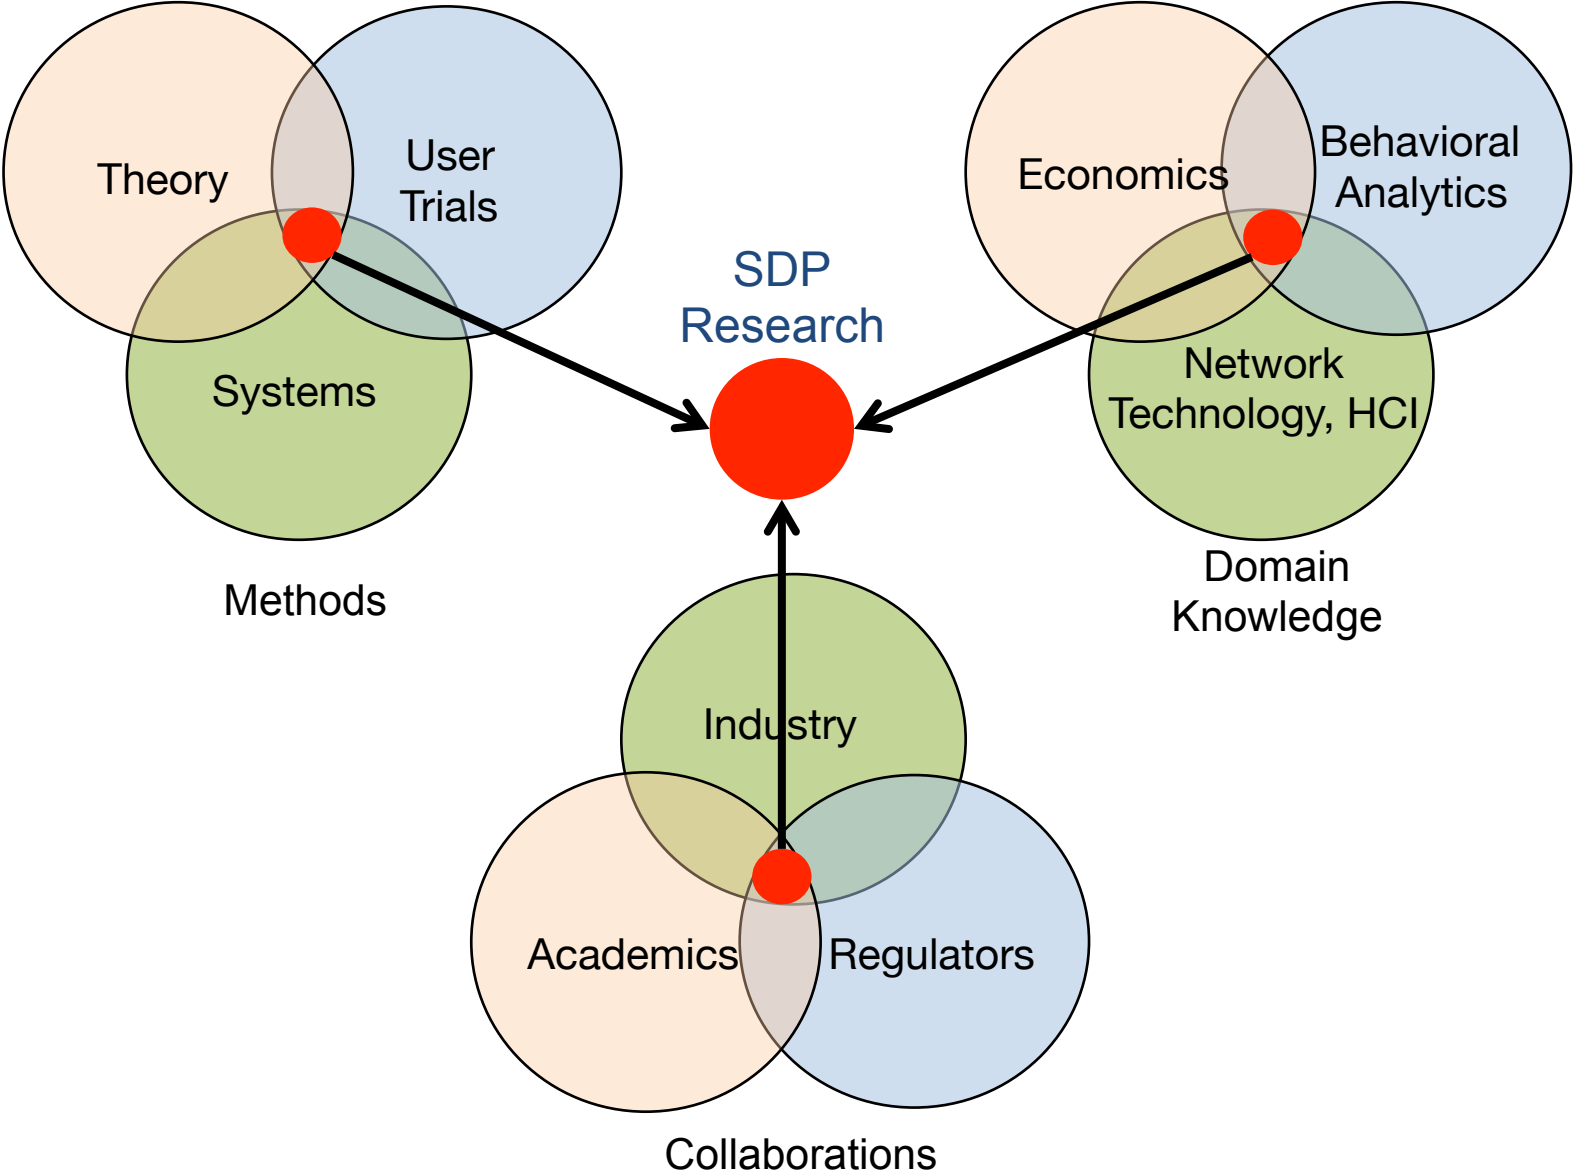 Theory
User
Trials
Systems
Methods
SDP
Research
Economics
Behavioral
Analytics
Network
Technology, HCI
Domain
Knowledge
Industry
Academics
Regulators
Collaborations